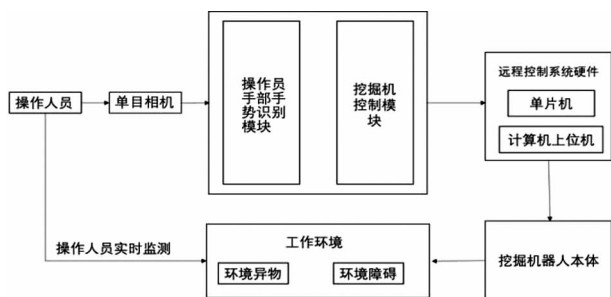 操作人员
单目相机
操作员
手部手
势识别
模块
挖掘机
控制模
块
远程控制系统硬件
单片机
计算机上位机
操作人员实时监测
工作环境
环境异物
环境障碍
挖掘机器人本体